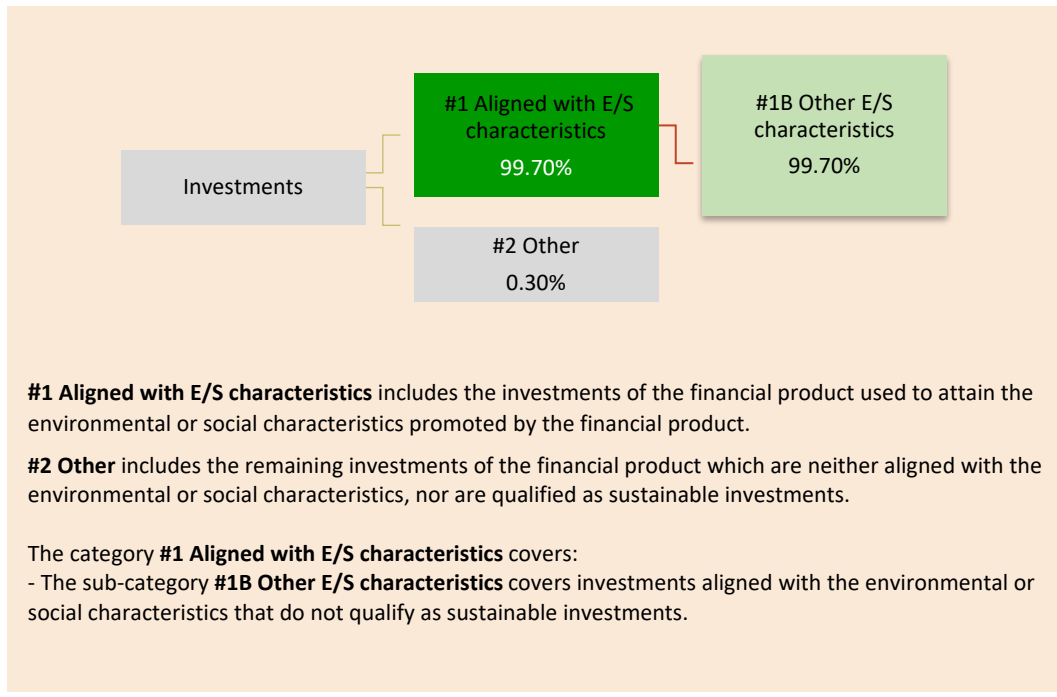 #1 Aligned with E/S
characteristics
99.70%
#1B Other E/S
characteristics
99.70%
Investments
#2 Other
0.30%
#1 Aligned with E/S characteristics includes the investments of the financial product used to attain the
environmental or social characteristics promoted by the financial product.
#2 Other includes the remaining investments of the financial product which are neither aligned with the
environmental or social characteristics, nor are qualified as sustainable investments.
The category #1 Aligned with E/S characteristics covers:
- The sub-category #1B Other E/S characteristics covers investments aligned with the environmental or
social characteristics that do not qualify as sustainable investments.